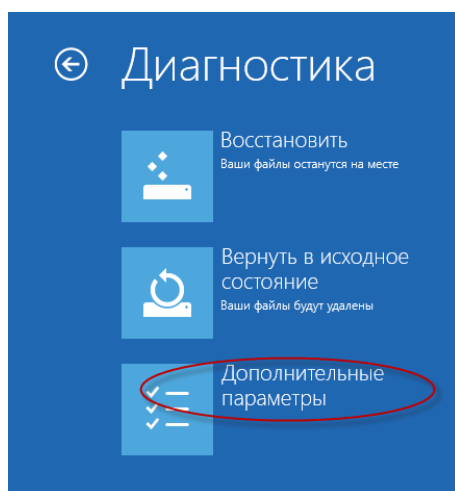 Диагностика
Восстановить
Ваши файлы останутся на месте
Вернуть в исходное
состояние
Ваши файлы будут удалены
Дополнительные
параметры